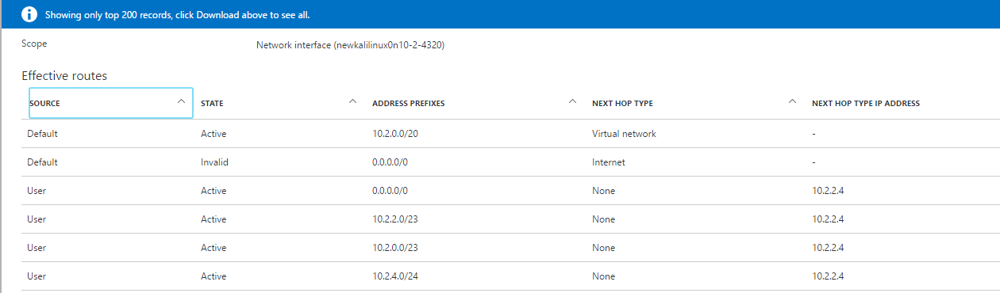 Showing only top 200 records, click Download above to see all.
Scope Network interface (newkalilinux0n10-2-4320)
Effective routes
SOURCE STATE ADDRESS PREFIXES NEXT HOP TYPE NEXT HOP TYPE IP ADDRESS
Default Active 10.2.0.0/20 Virtual network -
Default Invalid 0.0.0.0/0 Internet -
User Active 0.0.0.0/0 None 10.2.2.4
User Active 10.2.2.0/23 None 10.2.2.4
User Active 10.2.0.0/23 None 10.2.2.4
User Active 10.2.4.0/24 None 10.2.2.4